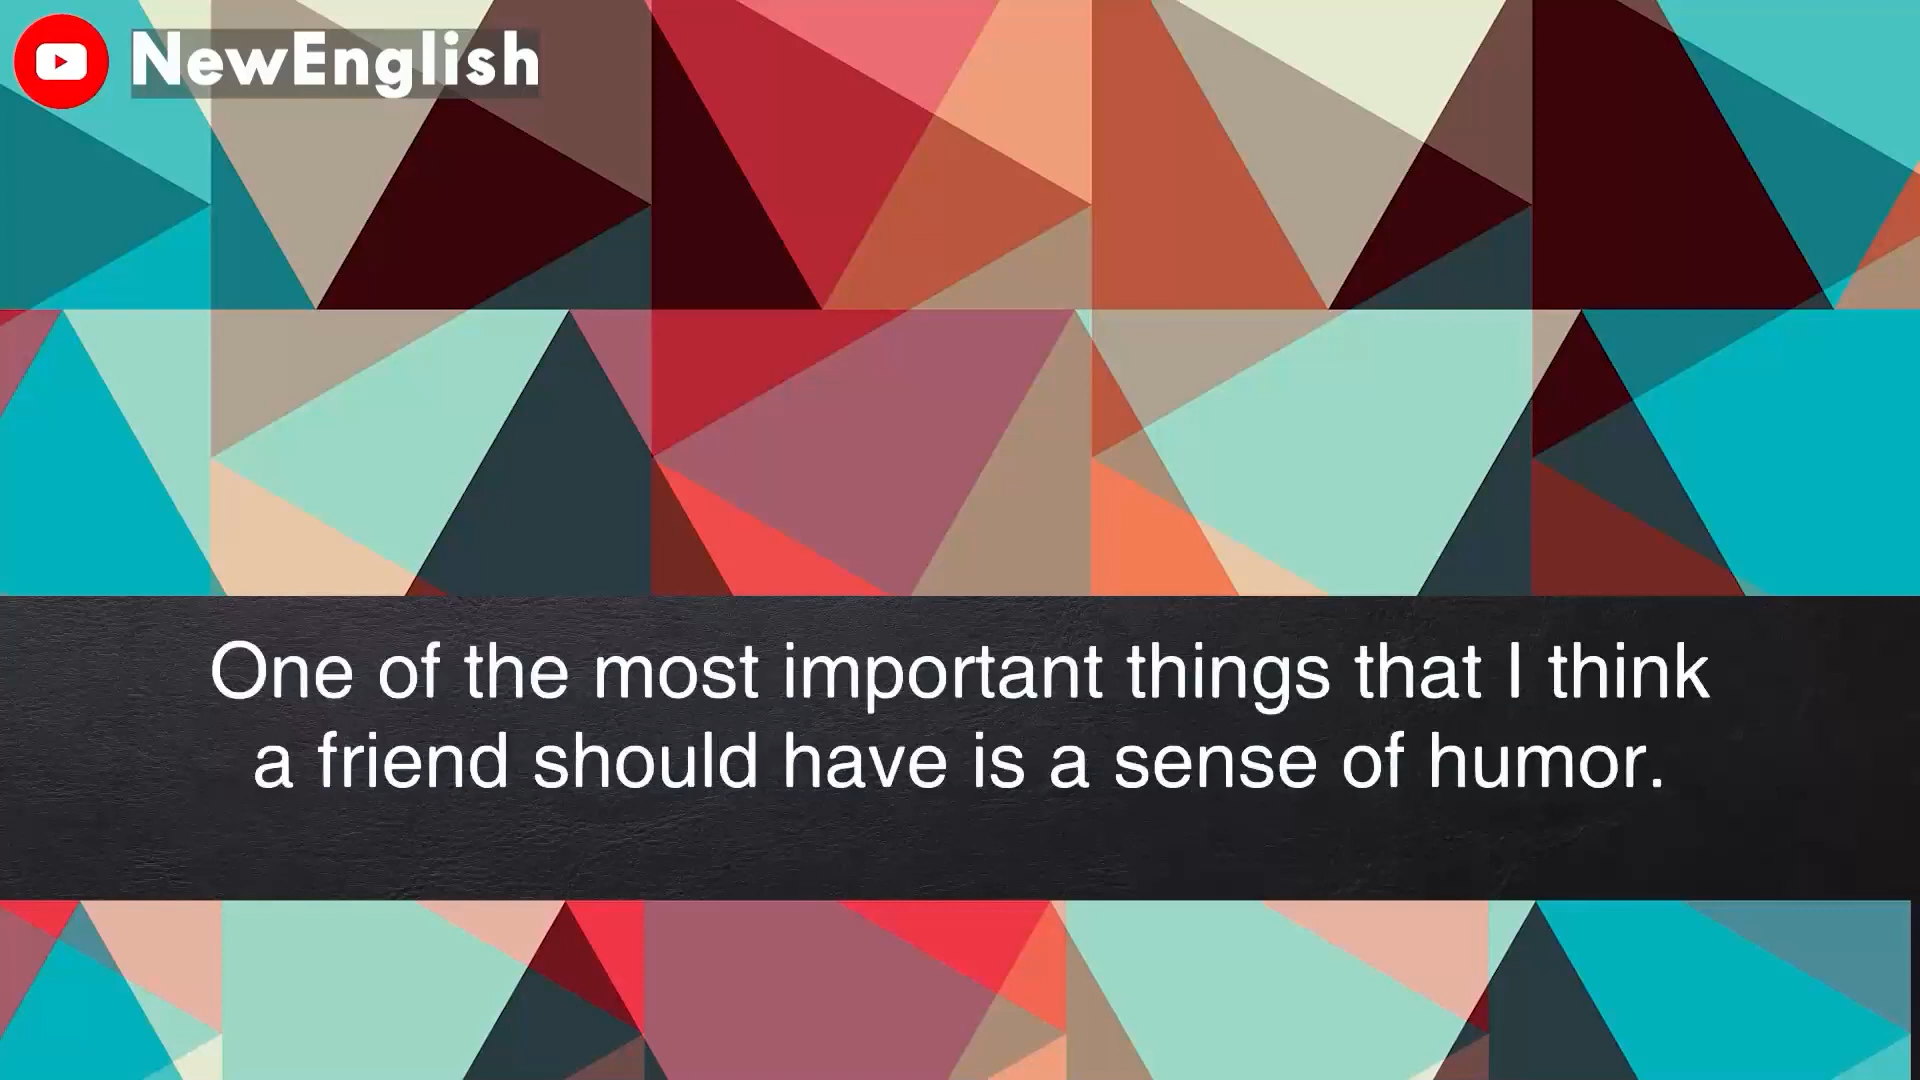 NewEnglish
One of the most important things that I think
a friend should have is a sense of humor.